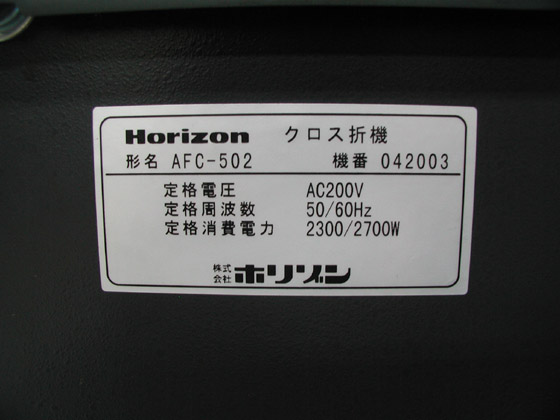 Horizon クロス折機
形名 AFC-502 機番 042003
定格電圧 AC200V
定格周波数 50/60Hz
定格消費電力 2300/2700W
株式会社 ホリゾン